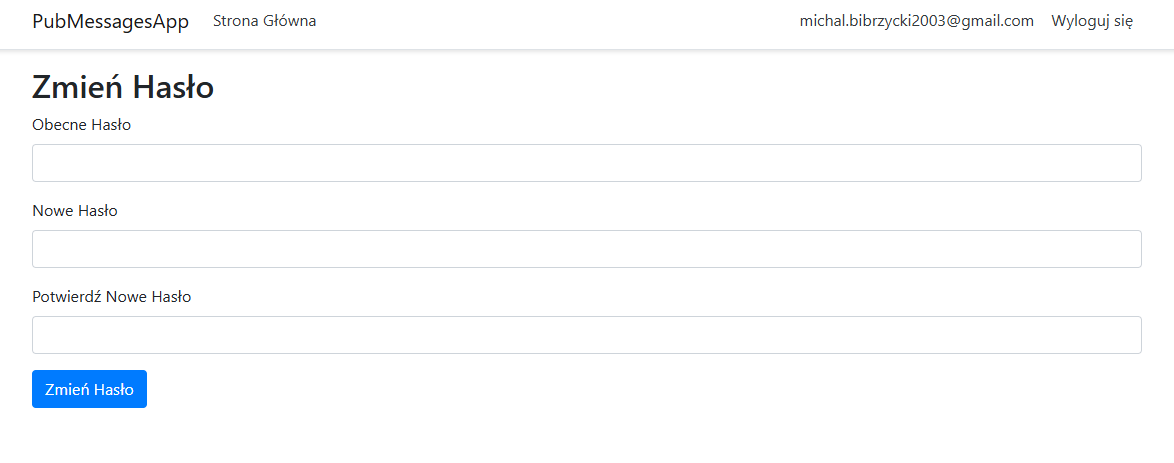 PubMessagesApp Strona Główna michal.bibrzycki2003@gmail.com Wyloguj się
Zmień Hasło
Obecne Hasło
Nowe Hasło
Potwierdź Nowe Hasło
Zmień Hasło